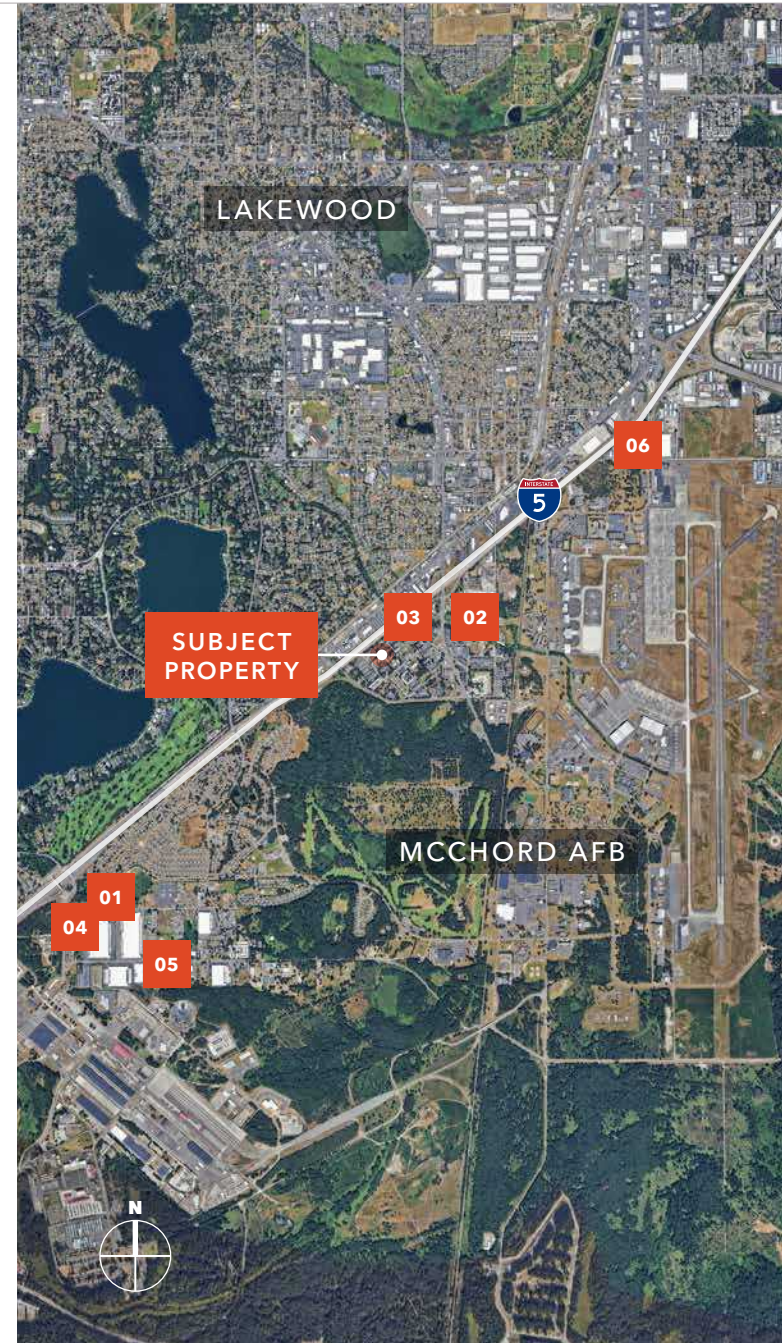 LAKEWOOD
06
INTERSTATE
5
03
02
SUBJECT
PROPERTY
MCCHORD AFB
01
04
05
N